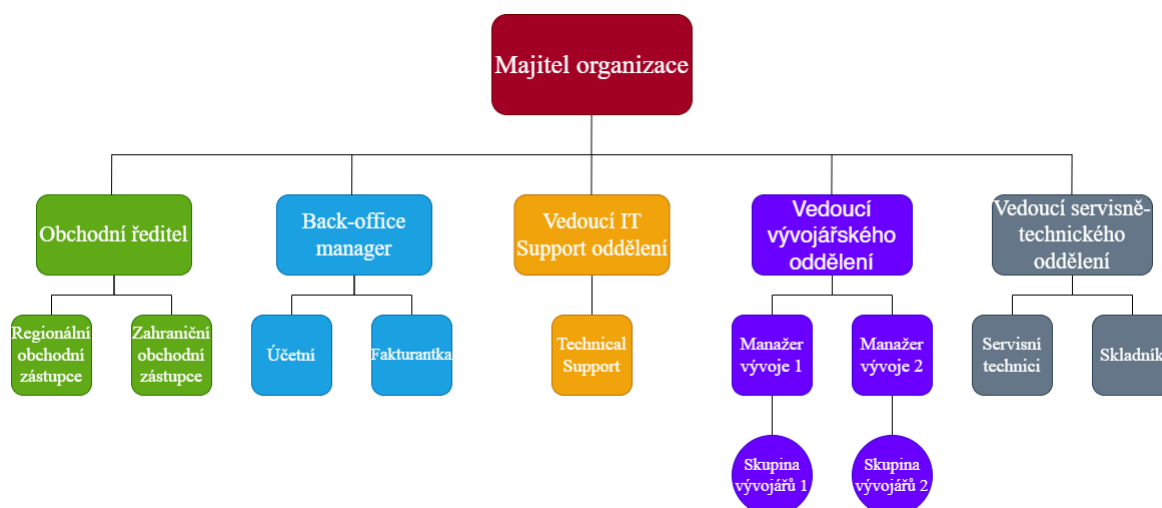 Majitel organizace
Obchodní ředitel
Back-office
manager
Vedoucí IT
Support oddělení
Vedoucí
vývojářského
oddělení
Vedoucí servisně-
technického
oddělení
Regionální
obchodní
zástupce
Zahraniční
obchodní
zástupce
Účetní
Fakturantka
Technical
Support
Manažer
vývoje 1
Manažer
vývoje 2
Servisní
technici
Skladník
Skupina
vývojářů 1
Skupina
vývojářů 2